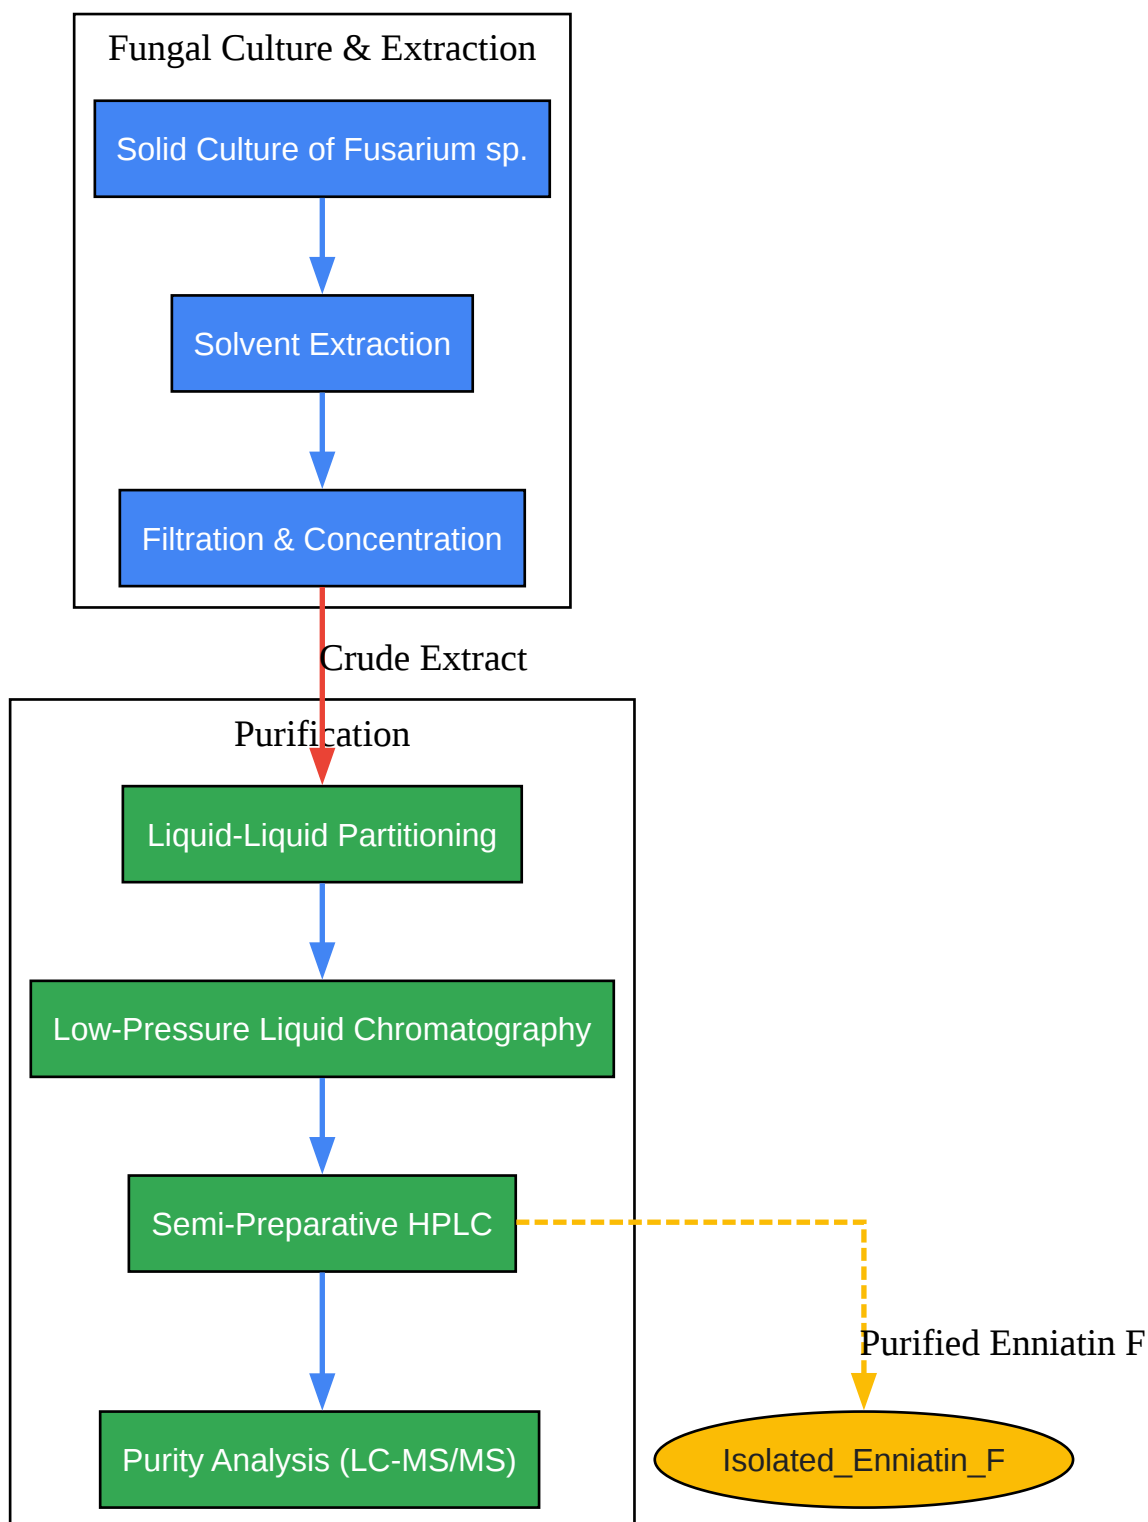 Fungal Culture & Extraction
Solid Culture of Fusarium sp.
Solvent Extraction
Filtration & Concentration
Crude Extract
Purification
Liquid-Liquid Partitioning
Low-Pressure Liquid Chromatography
Semi-Preparative HPLC
Purified Enniatin F
Purity Analysis (LC-MS/MS)
Isolated_Enniatin_F